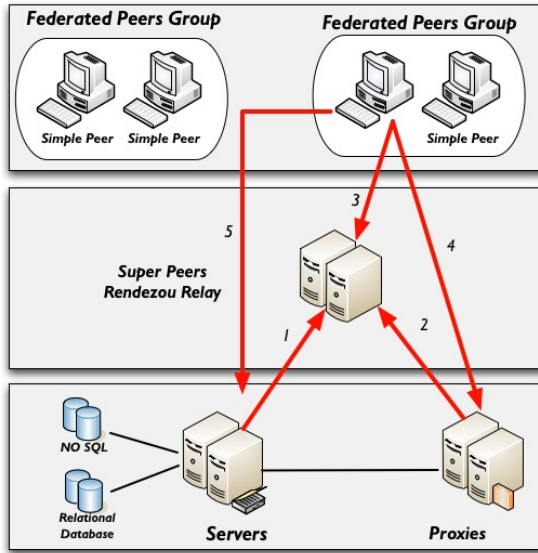 Federated Peers Group
Federated Peers Group
Simple Peer
Simple Peer
Simple Peer
3
5
4
Super Peers
Rendezou Relay
1
2
NO SQL
Relational
Database
Servers
Proxies